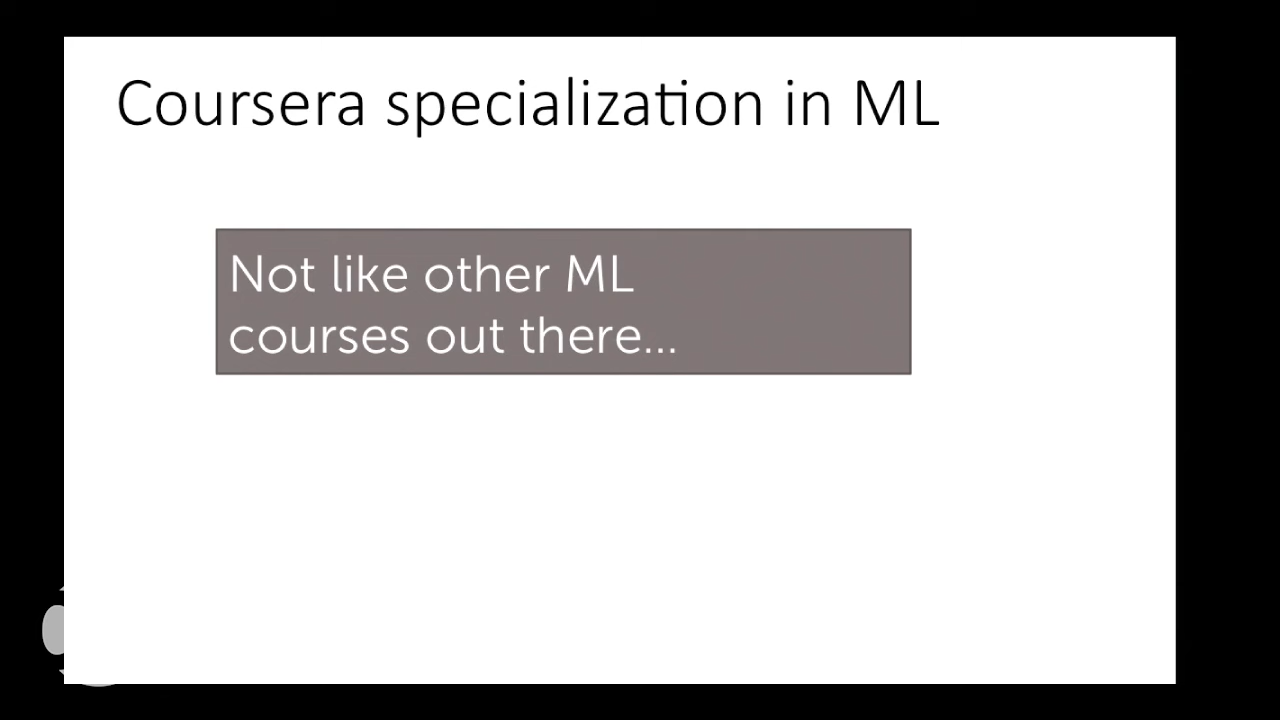 Coursera specialization in ML
Not like other ML
courses out there...